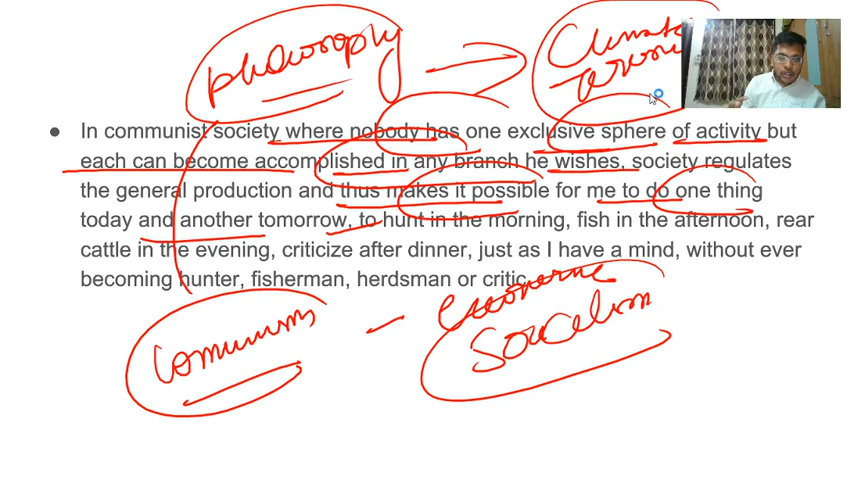 philosophy
● In communist society where nobody has one exclusive sphere of activity but
each can become accomplished in any branch he wishes, society regulates
the general production and thus makes it possible for me to do one thing
today and another tomorrow, to hunt in the morning, fish in the afternoon, rear
cattle in the evening, criticize after dinner, just as I have a mind, without ever
becoming hunter, fisherman, herdsman or critic.
Communism -